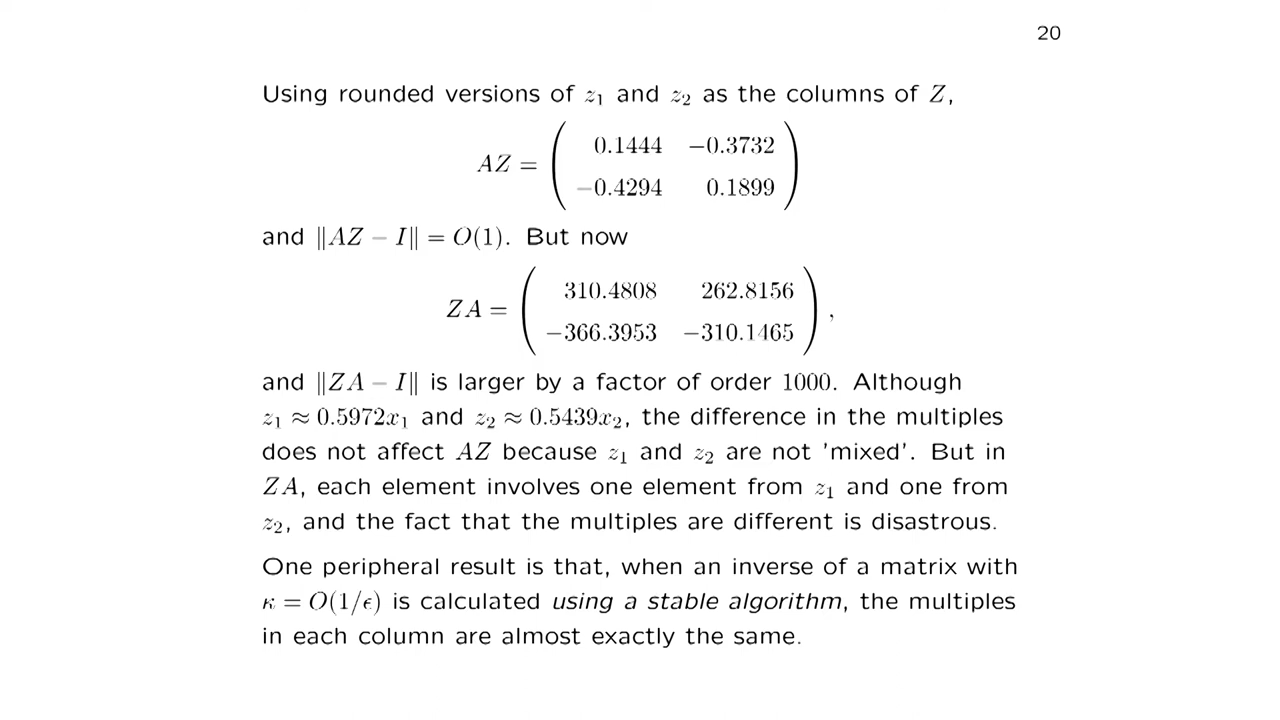 20
Using rounded versions of z₁ and z₂ as the columns of Z,
AZ = ( 0.1444 −0.3732
−0.4294 0.1899 )
and ‖AZ − I‖ = O(1). But now
ZA = ( 310.4808 262.8156
−366.3953 −310.1465 ) ,
and ‖ZA − I‖ is larger by a factor of order 1000. Although
z₁ ≈ 0.5972x₁ and z₂ ≈ 0.5439x₂, the difference in the multiples
does not affect AZ because z₁ and z₂ are not 'mixed'. But in
ZA, each element involves one element from z₁ and one from
z₂, and the fact that the multiples are different is disastrous.
One peripheral result is that, when an inverse of a matrix with
κ = O(1/ϵ) is calculated using a stable algorithm, the multiples
in each column are almost exactly the same.